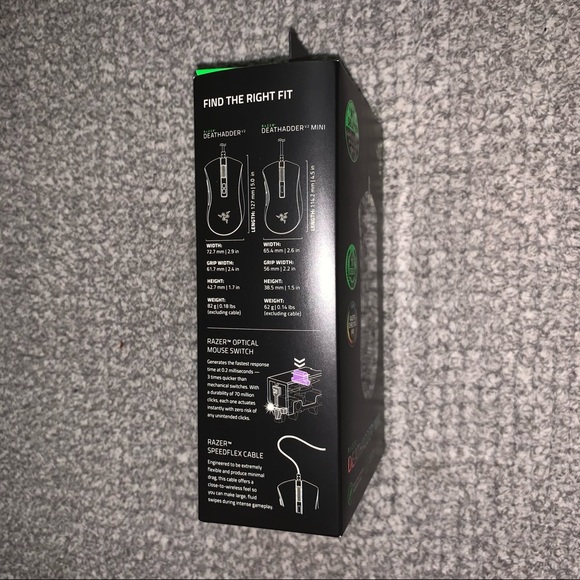 FIND THE RIGHT FIT
RAZER
DEATHADDER V2
RAZER
DEATHADDER V2 MINI
LENGTH: 127 mm | 5.0 in
LENGTH: 114.2 mm | 4.5 in
WIDTH:
72.7 mm | 2.9 in
GRIP WIDTH:
61.7 mm | 2.4 in
HEIGHT:
42.7 mm | 1.7 in
WEIGHT:
82 g | 0.18 lbs
(excluding cable)
WIDTH:
65.4 mm | 2.6 in
GRIP WIDTH:
56 mm | 2.2 in
HEIGHT:
38.5 mm | 1.5 in
WEIGHT:
62 g | 0.14 lbs
(excluding cable)
RAZER™ OPTICAL
MOUSE SWITCH
Generates the fastest response
time at 0.2 milliseconds —
3 times quicker than
mechanical switches. With
a durability of 70 million
clicks, each one actuates
instantly with zero risk of
any unintended clicks.
RAZER™
SPEEDFLEX CABLE
Engineered to be extremely
flexible and produce minimal
drag, this cable offers a
close-to-wireless feel so
you can make large, fluid
swipes during intense gameplay.